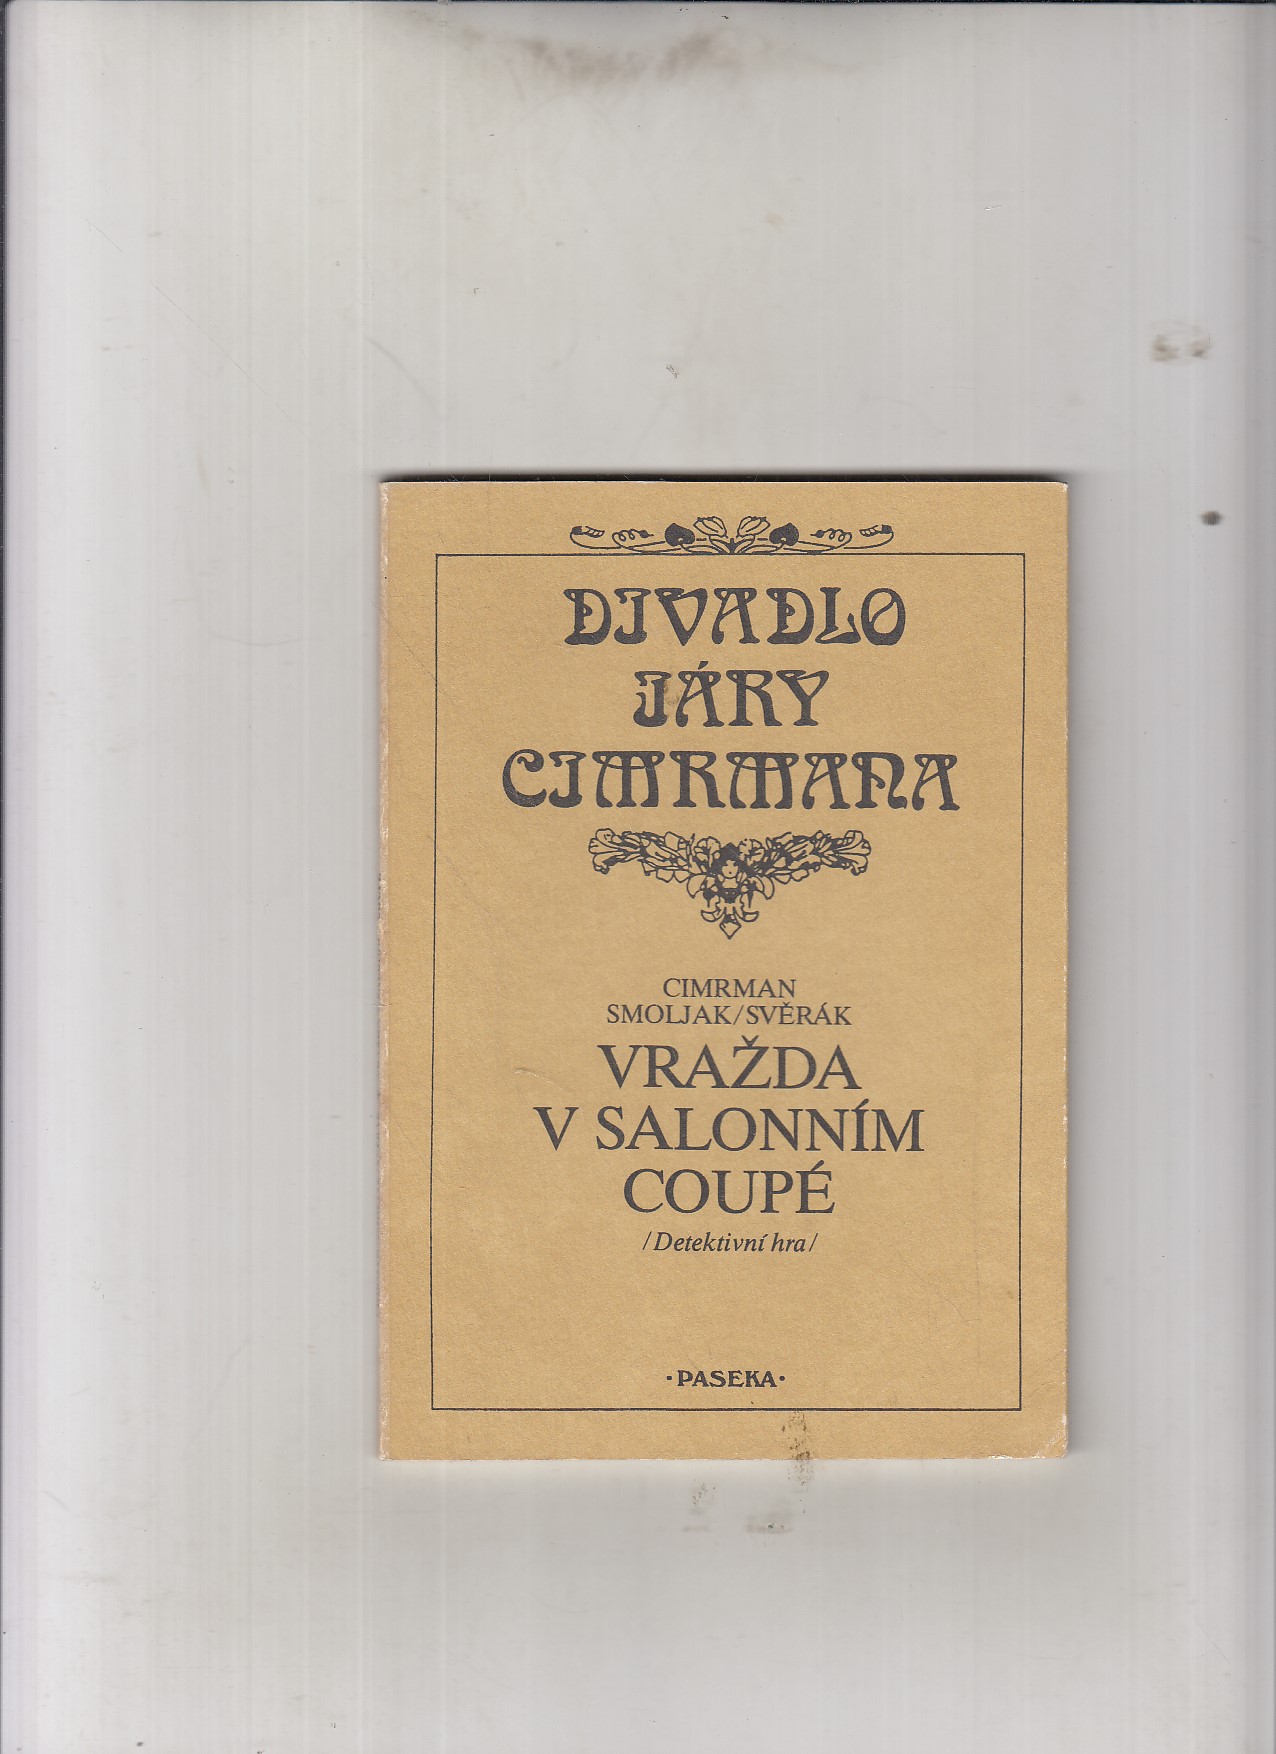 DIVADLO
JÁRY
CIMRMANA
CIMRMAN
SMOLJAK/SVĚRÁK
VRAŽDA
V SALONNÍM
COUPÉ
/Detektivní hra/
·PASEKA·